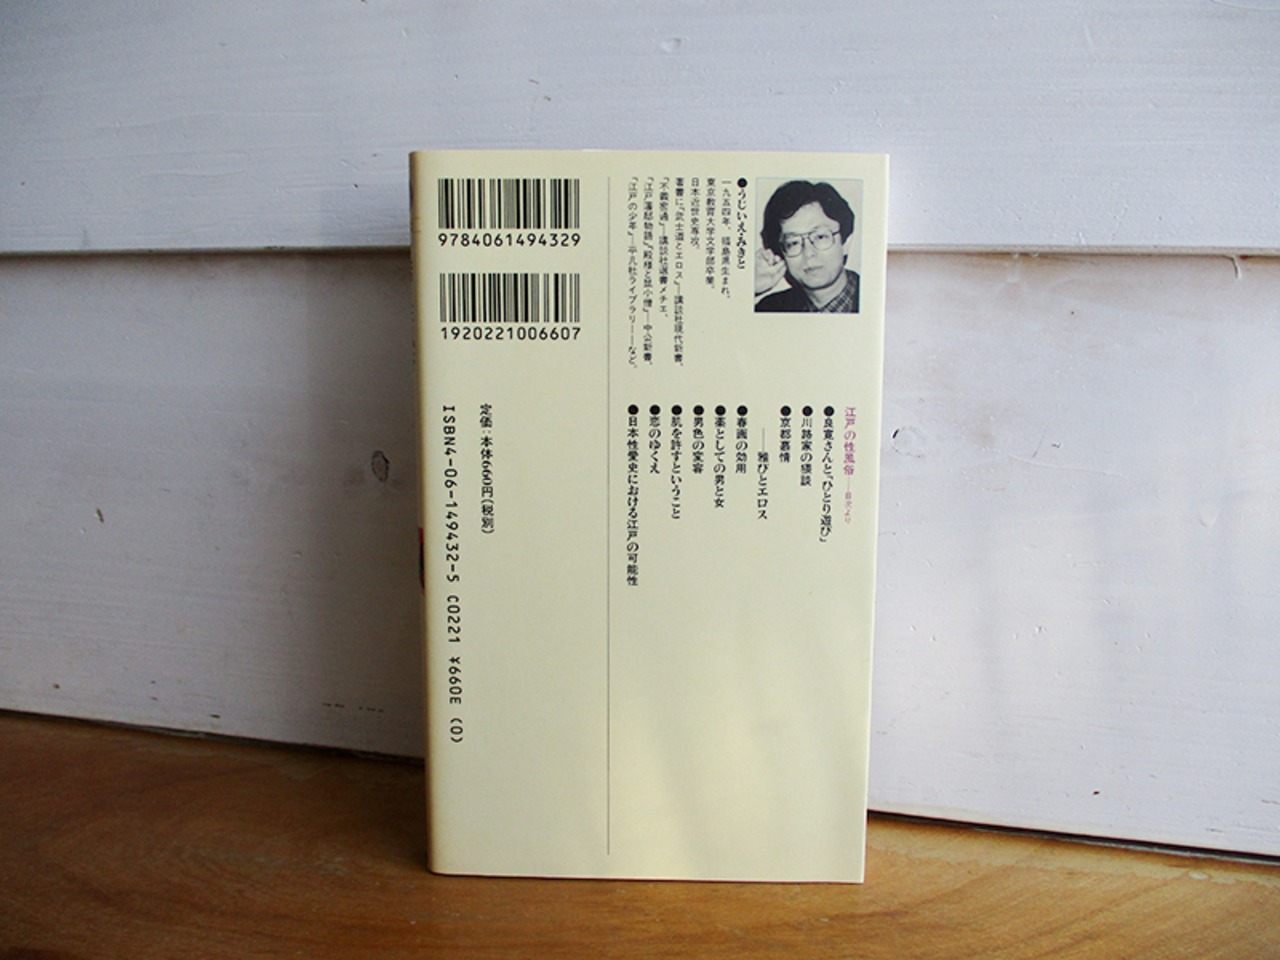 ●うじいえ・みきと
一九五四年、福島県生まれ。
東京教育大学文学部卒業。
日本近世史専攻。
著書に『武士道とエロス』―講談社現代新書、
『不義密通』―講談社選書メチエ、
『江戸藩邸物語』『殿様と鼠小僧』―中公新書、
『江戸の少年』―平凡社ライブラリー――など。
江戸の性風俗――目次より
●良寛さんと「ひとり遊び」
●川路家の猥談
●京都慕情
――雅びとエロス
●春画の効用
●薬としての男と女
●男色の変容
●肌を許すということ
●恋のゆくえ
●日本性愛史における江戸の可能性
9784061494329
1920221006607
定価：本体660円（税別）
ISBN4-06-149432-5 C0221 ¥660E (0)